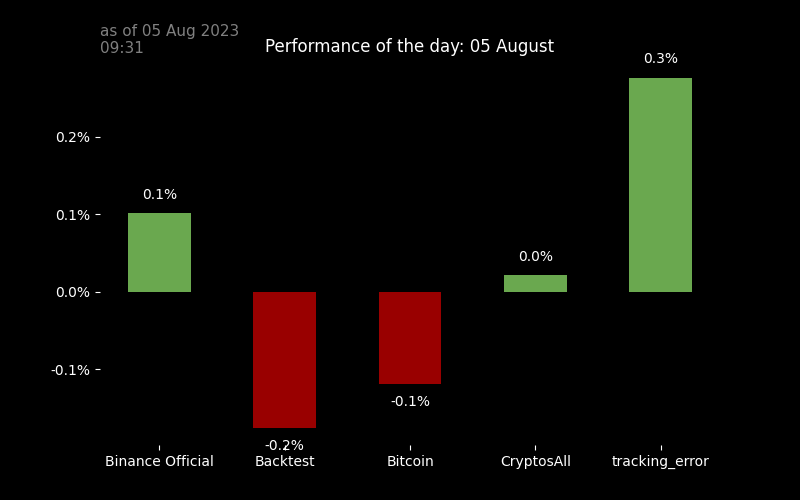 as of 05 Aug 2023
09:31
Performance of the day: 05 August
0.3%
0.2%
0.1%
0.1%
0.0%
0.0%
-0.1%
-0.1%
-0.2%
Binance Official
Backtest
Bitcoin
CryptosAll
tracking_error